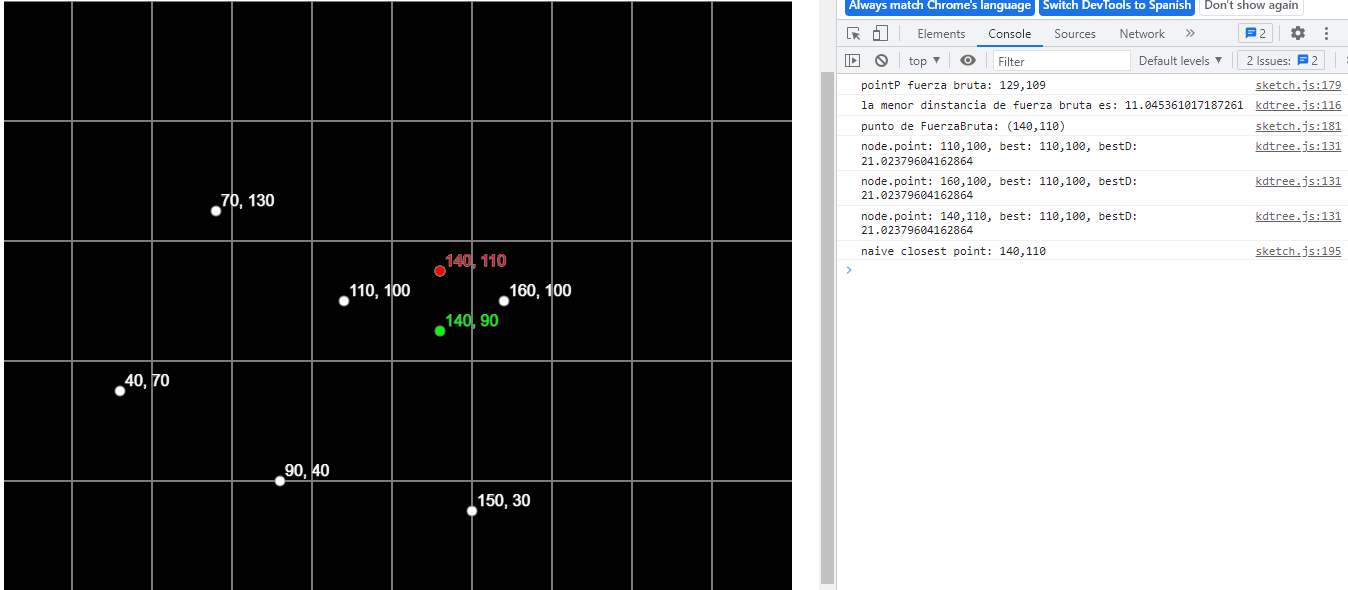 70, 130
140, 110
110, 100
160, 100
140, 90
40, 70
90, 40
150, 30
Always match Chrome's language Switch DevTools to Spanish Don't show again
Elements Console Sources Network » 2
top ▼ Filter Default levels ▼ 2 Issues: 2
pointP fuerza bruta: 129,109 sketch.js:179
la menor dinstancia de fuerza bruta es: 11.045361017187261 kdtree.js:116
punto de FuerzaBruta: (140,110) sketch.js:181
node.point: 110,100, best: 110,100, bestD: kdtree.js:131
21.02379604162864
node.point: 160,100, best: 110,100, bestD: kdtree.js:131
21.02379604162864
node.point: 140,110, best: 110,100, bestD: kdtree.js:131
21.02379604162864
naive closest point: 140,110 sketch.js:195
>